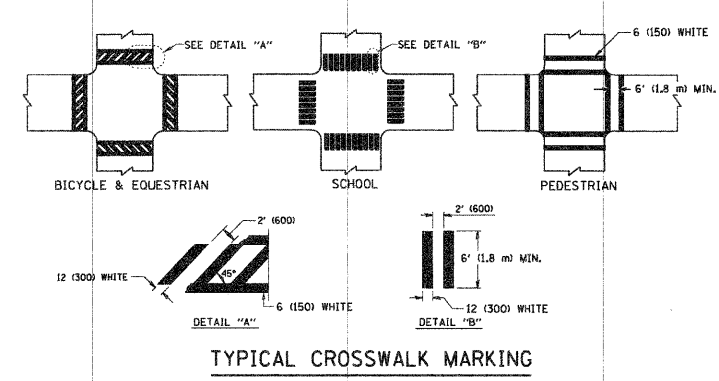 SEE DETAIL "A"
SEE DETAIL "B"
6 (150) WHITE
6' (1.8 m) MIN.
BICYCLE & EQUESTRIAN
SCHOOL
PEDESTRIAN
2' (600)
12 (300) WHITE
45°
6 (150) WHITE
DETAIL "A"
2' (600)
6' (1.8 m) MIN.
12 (300) WHITE
DETAIL "B"
TYPICAL CROSSWALK MARKING